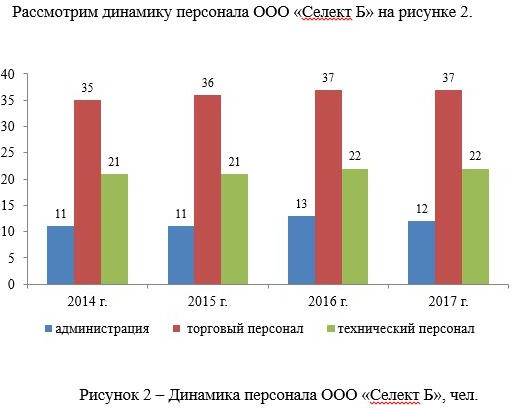 Рассмотрим динамику персонала ООО «Селект Б» на рисунке 2.
40
35
30
25
20
15
10
5
0
35
36
37
37
21
21
22
22
11
11
13
12
2014 г.
2015 г.
2016 г.
2017 г.
администрация
торговый персонал
технический персонал
Рисунок 2 – Динамика персонала ООО «Селект Б», чел.